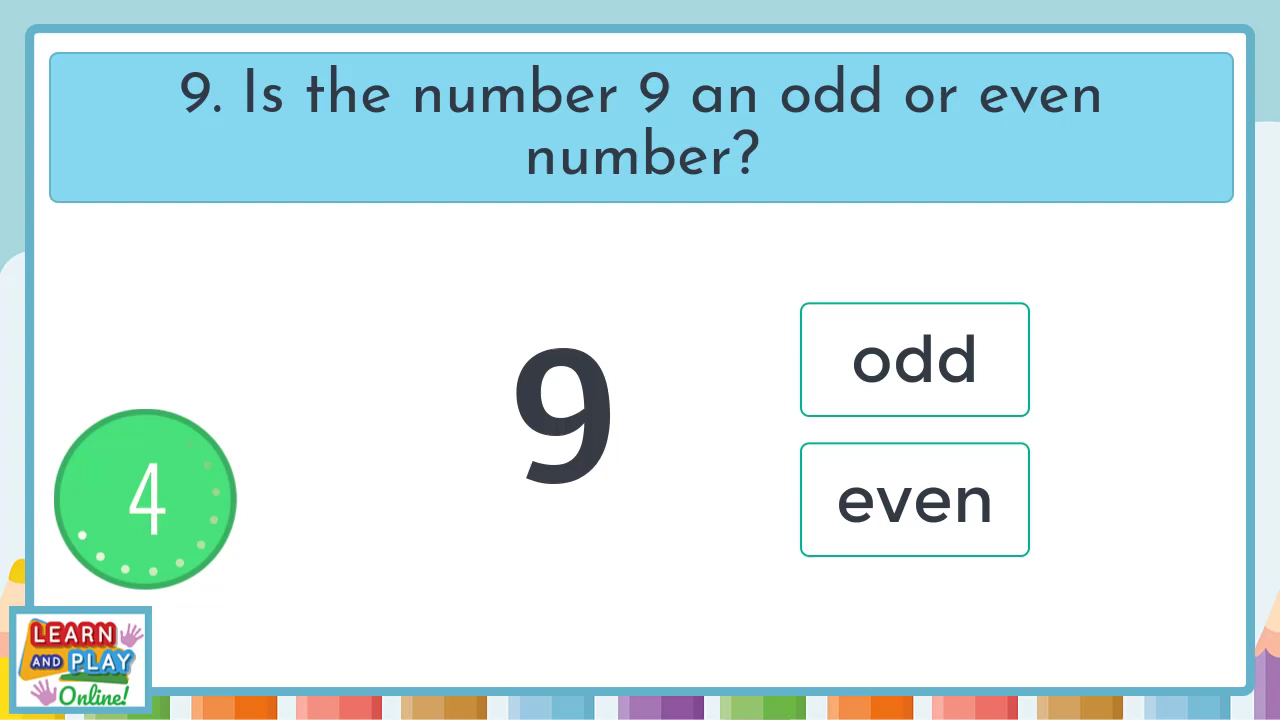 9. Is the number 9 an odd or even
number?
9
odd
even
4
LEARN
AND PLAY
Online!